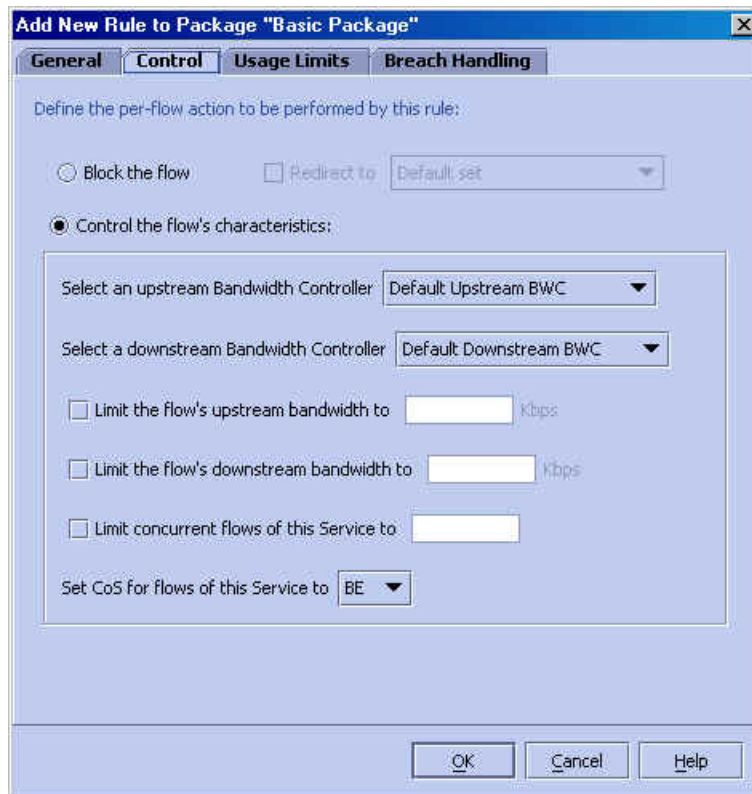 Add New Rule to Package "Basic Package"
General Control Usage Limits Breach Handling
Define the per-flow action to be performed by this rule:
Block the flow Redirect to Default set
Control the flow's characteristics:
Select an upstream Bandwidth Controller Default Upstream BWC
Select a downstream Bandwidth Controller Default Downstream BWC
Limit the flow's upstream bandwidth to Kbps
Limit the flow's downstream bandwidth to Kbps
Limit concurrent flows of this Service to
Set CoS for flows of this Service to BE
OK Cancel Help